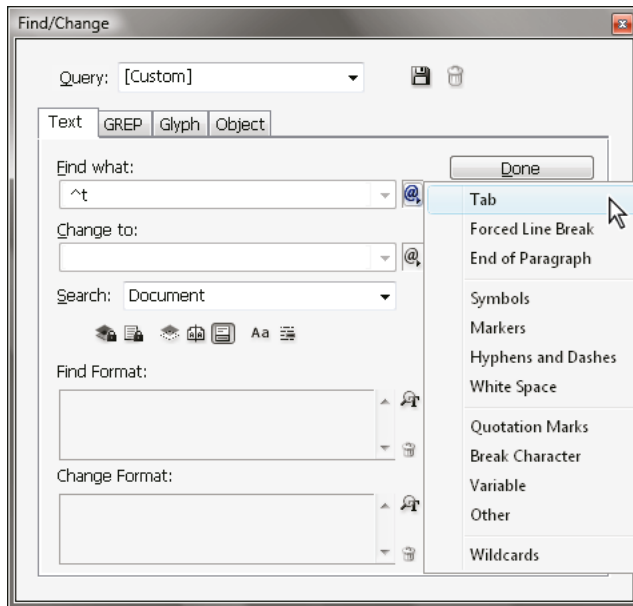 Find/Change
Query: [Custom]
Text GREP Glyph Object
Find what:
Done
^t
@
Change to:
@
Search: Document
Aa
Find Format:
Change Format:
Tab
Forced Line Break
End of Paragraph
Symbols
Markers
Hyphens and Dashes
White Space
Quotation Marks
Break Character
Variable
Other
Wildcards